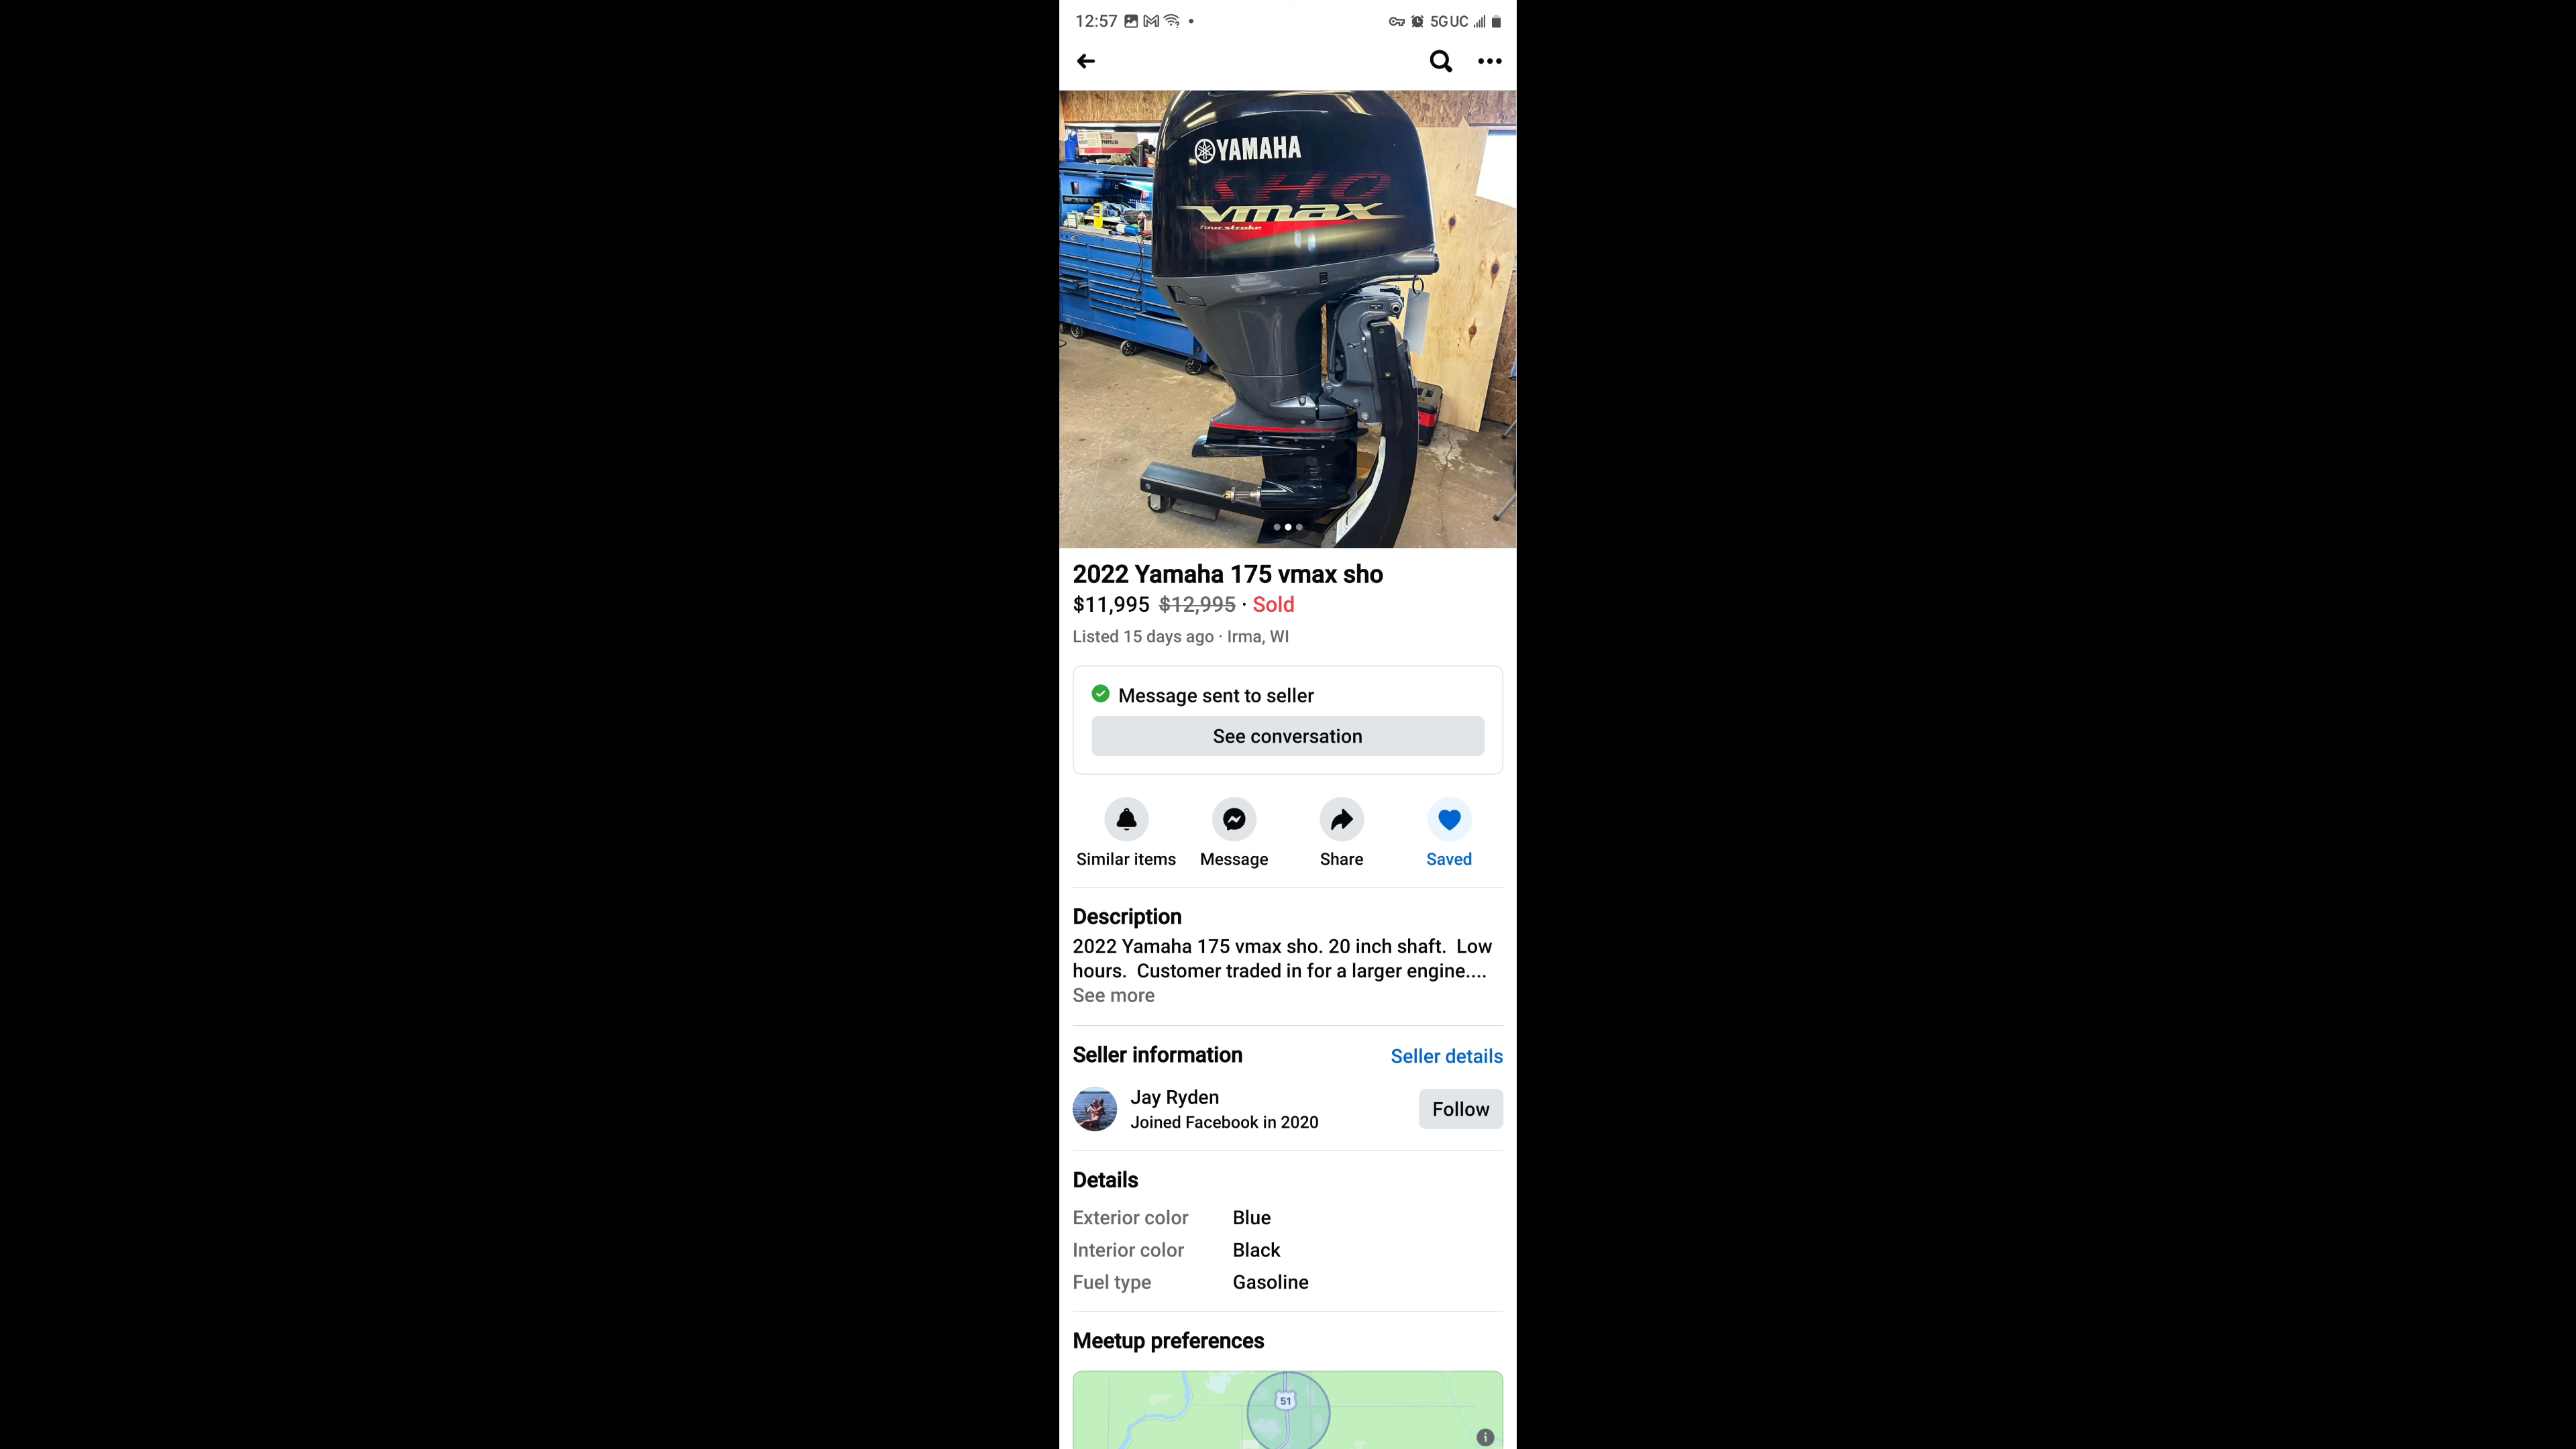 12:57
5G UC
YAMAHA
SHO
vmax
four stroke
2022 Yamaha 175 vmax sho
$11,995 $12,995 · Sold
Listed 15 days ago · Irma, WI
Message sent to seller
See conversation
Similar items Message Share Saved
Description
2022 Yamaha 175 vmax sho. 20 inch shaft. Low
hours. Customer traded in for a larger engine....
See more
Seller information Seller details
Jay Ryden
Joined Facebook in 2020
Follow
Details
Exterior color Blue
Interior color Black
Fuel type Gasoline
Meetup preferences
51